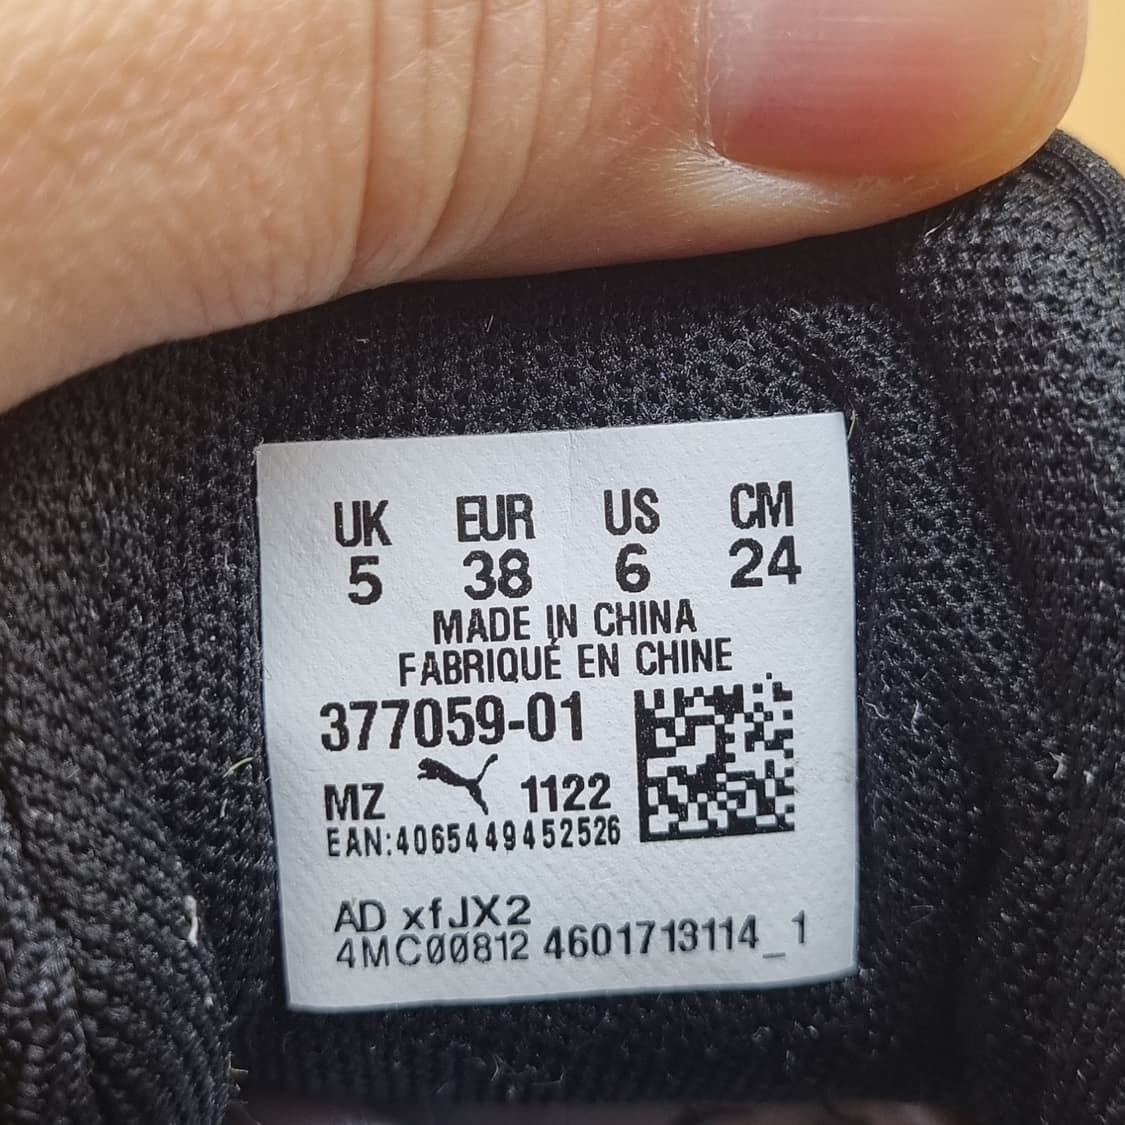 UK EUR US CM
5 38 6 24
MADE IN CHINA
FABRIQUÉ EN CHINE
377059-01
MZ 1122
EAN:4065449452526
AD xfJX2
4MC00812 4601713114_1